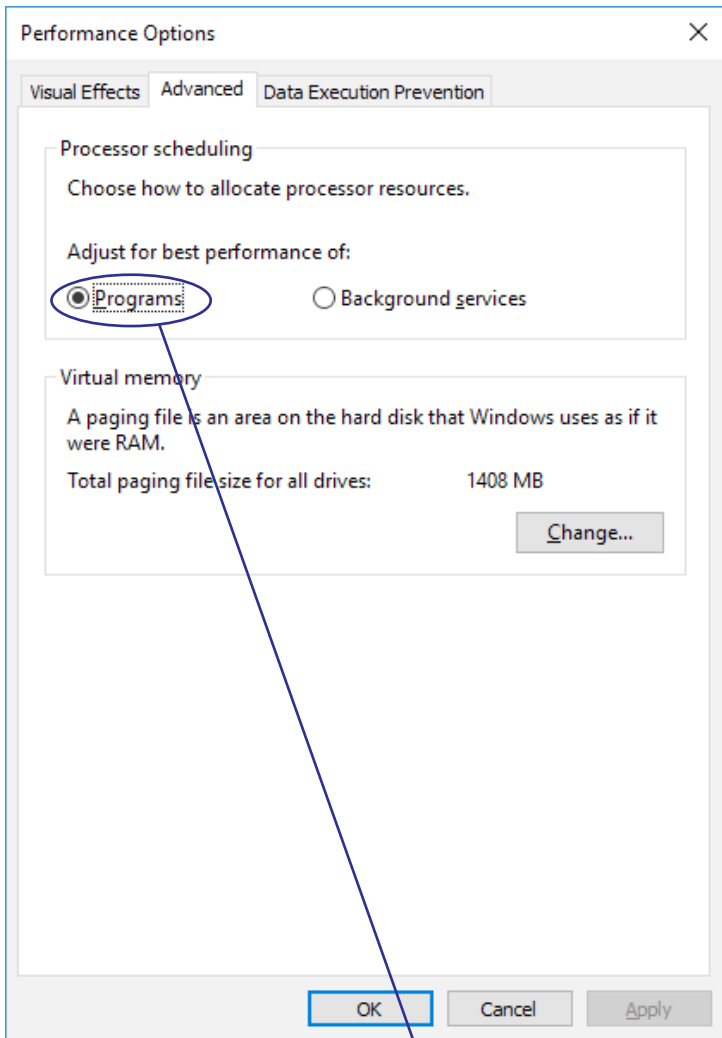 Performance Options
Visual Effects Advanced Data Execution Prevention
Processor scheduling
Choose how to allocate processor resources.
Adjust for best performance of:
Programs Background services
Virtual memory
A paging file is an area on the hard disk that Windows uses as if it
were RAM.
Total paging file size for all drives: 1408 MB
Change...
OK Cancel Apply